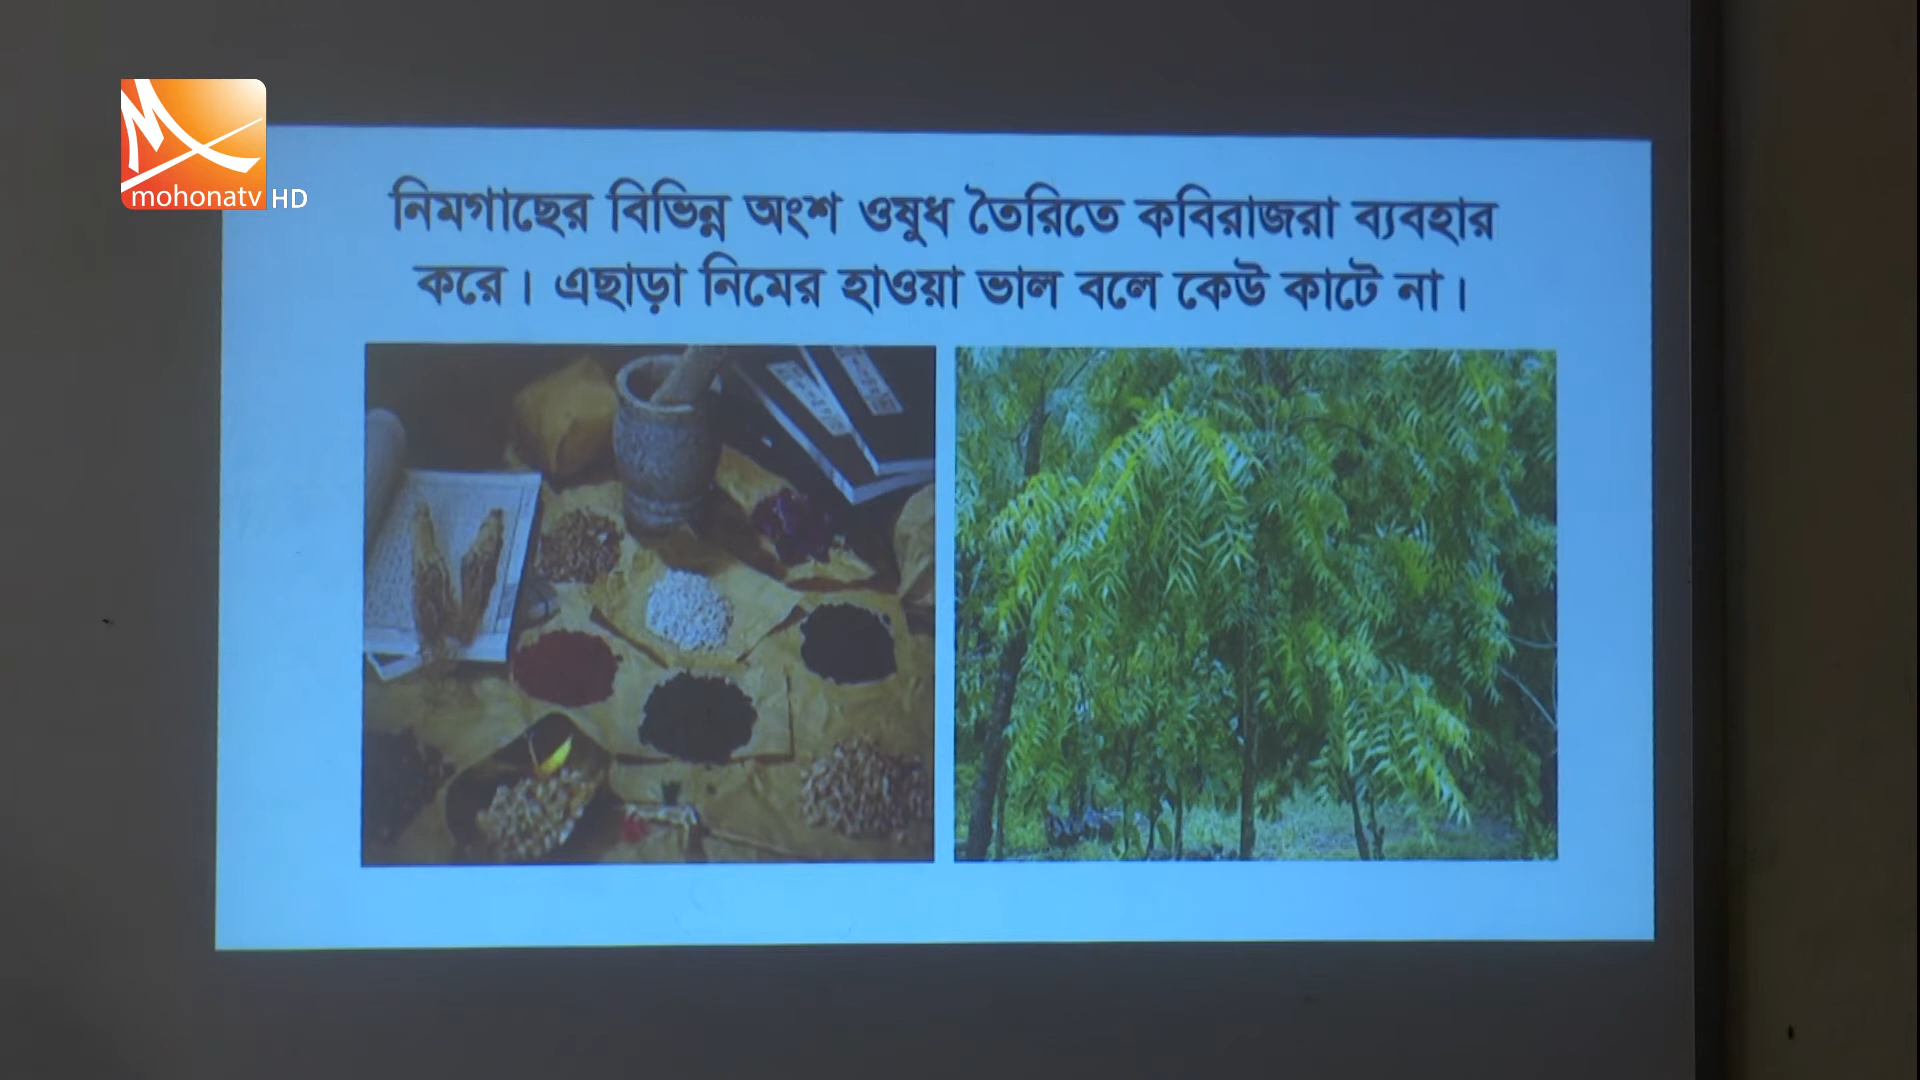 mohonatv HD
নিমগাছের বিভিন্ন অংশ ওষুধ তৈরিতে কবিরাজরা ব্যবহার
করে। এছাড়া নিমের হাওয়া ভাল বলে কেউ কাটে না।